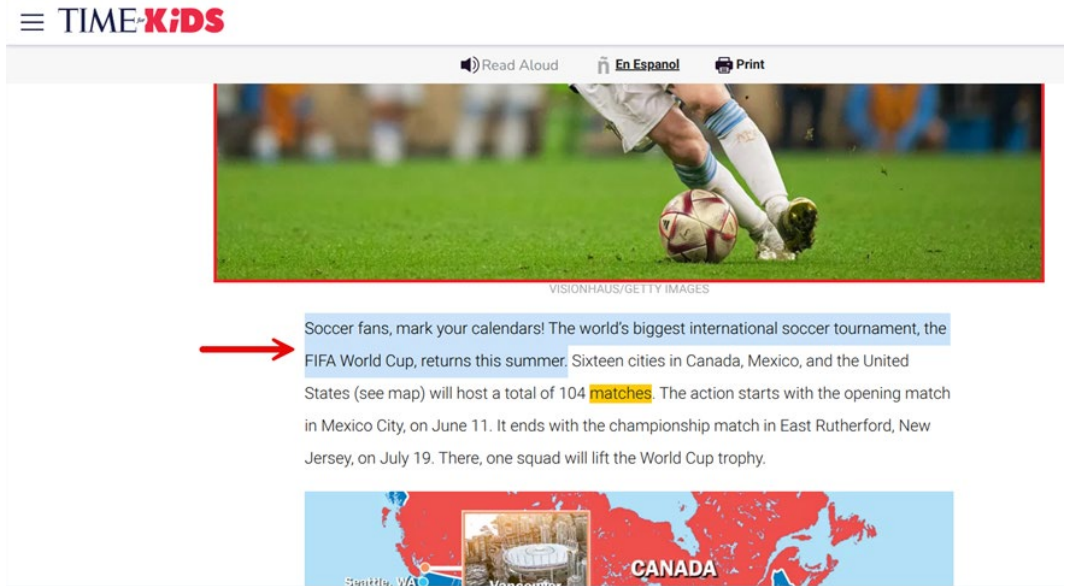 TIME for KiDS
Read Aloud
ñ En Espanol
Print
VISIONHAUS/GETTY IMAGES
Soccer fans, mark your calendars! The world's biggest international soccer tournament, the
FIFA World Cup, returns this summer. Sixteen cities in Canada, Mexico, and the United
States (see map) will host a total of 104 matches. The action starts with the opening match
in Mexico City, on June 11. It ends with the championship match in East Rutherford, New
Jersey, on July 19. There, one squad will lift the World Cup trophy.
CANADA
Seattle, WA
Vancouver